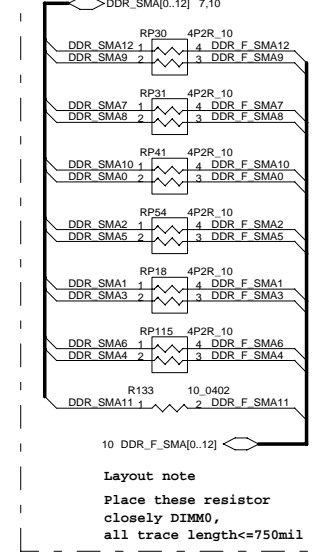 DDR_SMA[0..12] 7,10
RP30 4P2R_10
DDR_SMA12 1 4 DDR_F_SMA12
DDR_SMA9 2 3 DDR_F_SMA9
RP31 4P2R_10
DDR_SMA7 1 4 DDR_F_SMA7
DDR_SMA8 2 3 DDR_F_SMA8
RP41 4P2R_10
DDR_SMA10 1 4 DDR_F_SMA10
DDR_SMA0 2 3 DDR_F_SMA0
RP54 4P2R_10
DDR_SMA2 1 4 DDR_F_SMA2
DDR_SMA5 2 3 DDR_F_SMA5
RP18 4P2R_10
DDR_SMA1 1 4 DDR_F_SMA1
DDR_SMA3 2 3 DDR_F_SMA3
RP115 4P2R_10
DDR_SMA6 1 4 DDR_F_SMA6
DDR_SMA4 2 3 DDR_F_SMA4
R133 10_0402
DDR_SMA11 1 2 DDR_F_SMA11
10 DDR_F_SMA[0..12]
Layout note
Place these resistor
closely DIMM0,
all trace length<=750mil